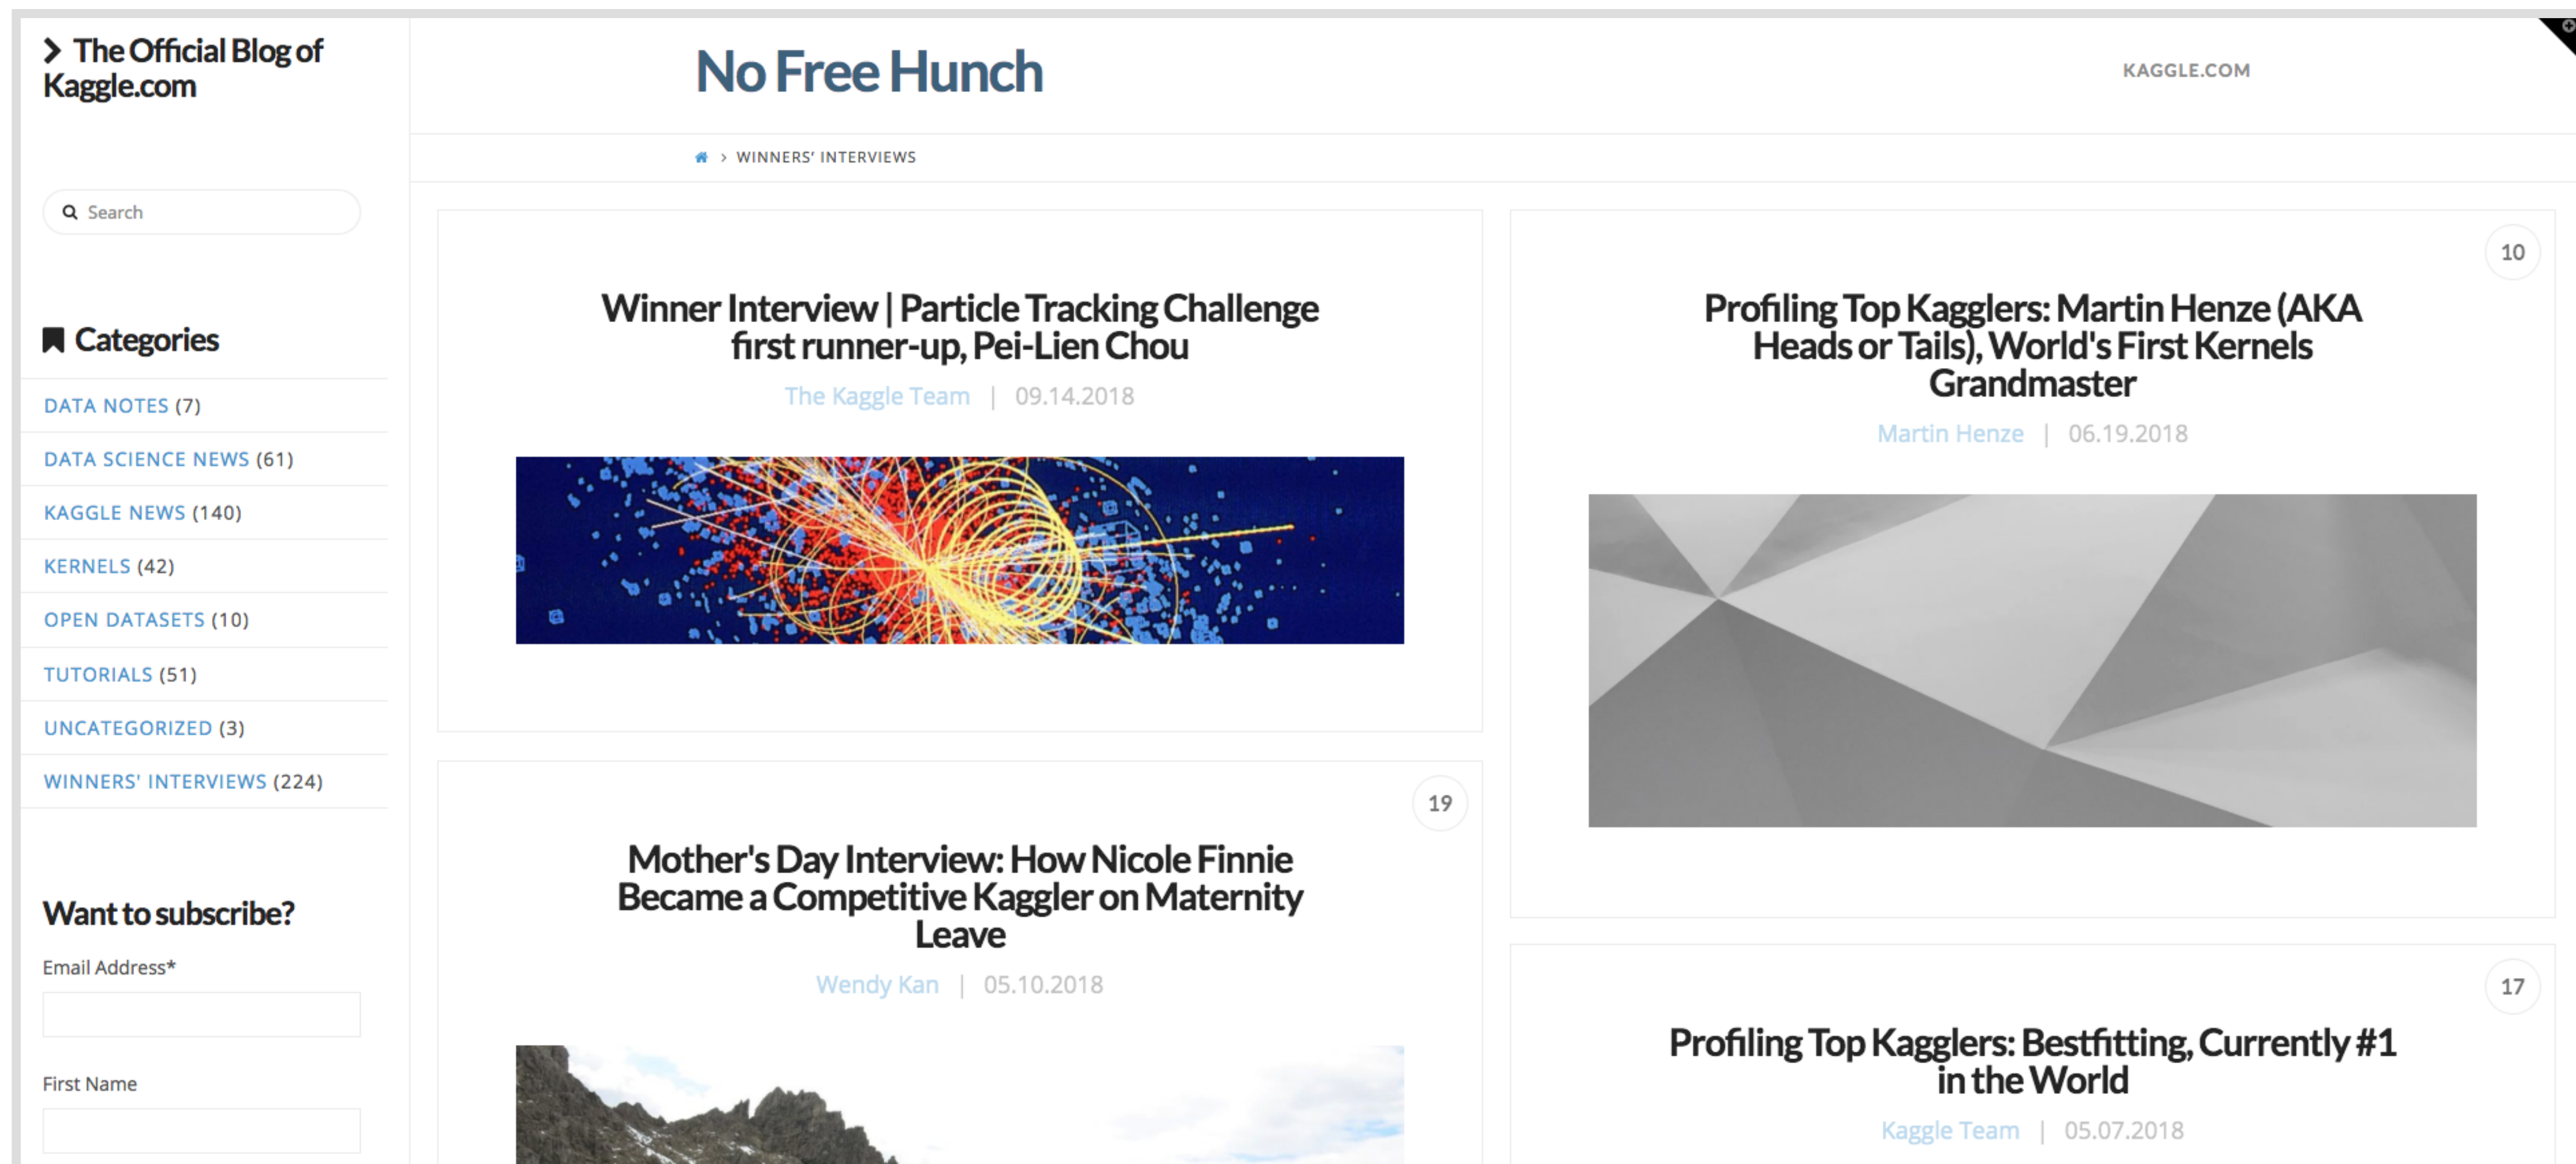 The Official Blog of
Kaggle.com
Search
Categories
DATA NOTES (7)
DATA SCIENCE NEWS (61)
KAGGLE NEWS (140)
KERNELS (42)
OPEN DATASETS (10)
TUTORIALS (51)
UNCATEGORIZED (3)
WINNERS' INTERVIEWS (224)
Want to subscribe?
Email Address*
First Name
No Free Hunch
KAGGLE.COM
> WINNERS' INTERVIEWS
Winner Interview | Particle Tracking Challenge
first runner-up, Pei-Lien Chou
The Kaggle Team | 09.14.2018
19
Mother's Day Interview: How Nicole Finnie
Became a Competitive Kaggler on Maternity
Leave
Wendy Kan | 05.10.2018
10
Profiling Top Kagglers: Martin Henze (AKA
Heads or Tails), World's First Kernels
Grandmaster
Martin Henze | 06.19.2018
17
Profiling Top Kagglers: Bestfitting, Currently #1
in the World
Kaggle Team | 05.07.2018